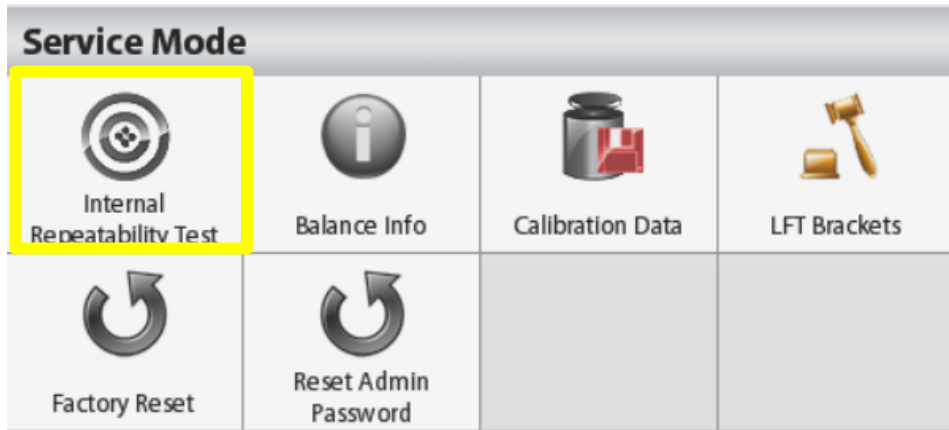 Service Mode
Internal
Repeatability Test
Balance Info
Calibration Data
LFT Brackets
Factory Reset
Reset Admin
Password